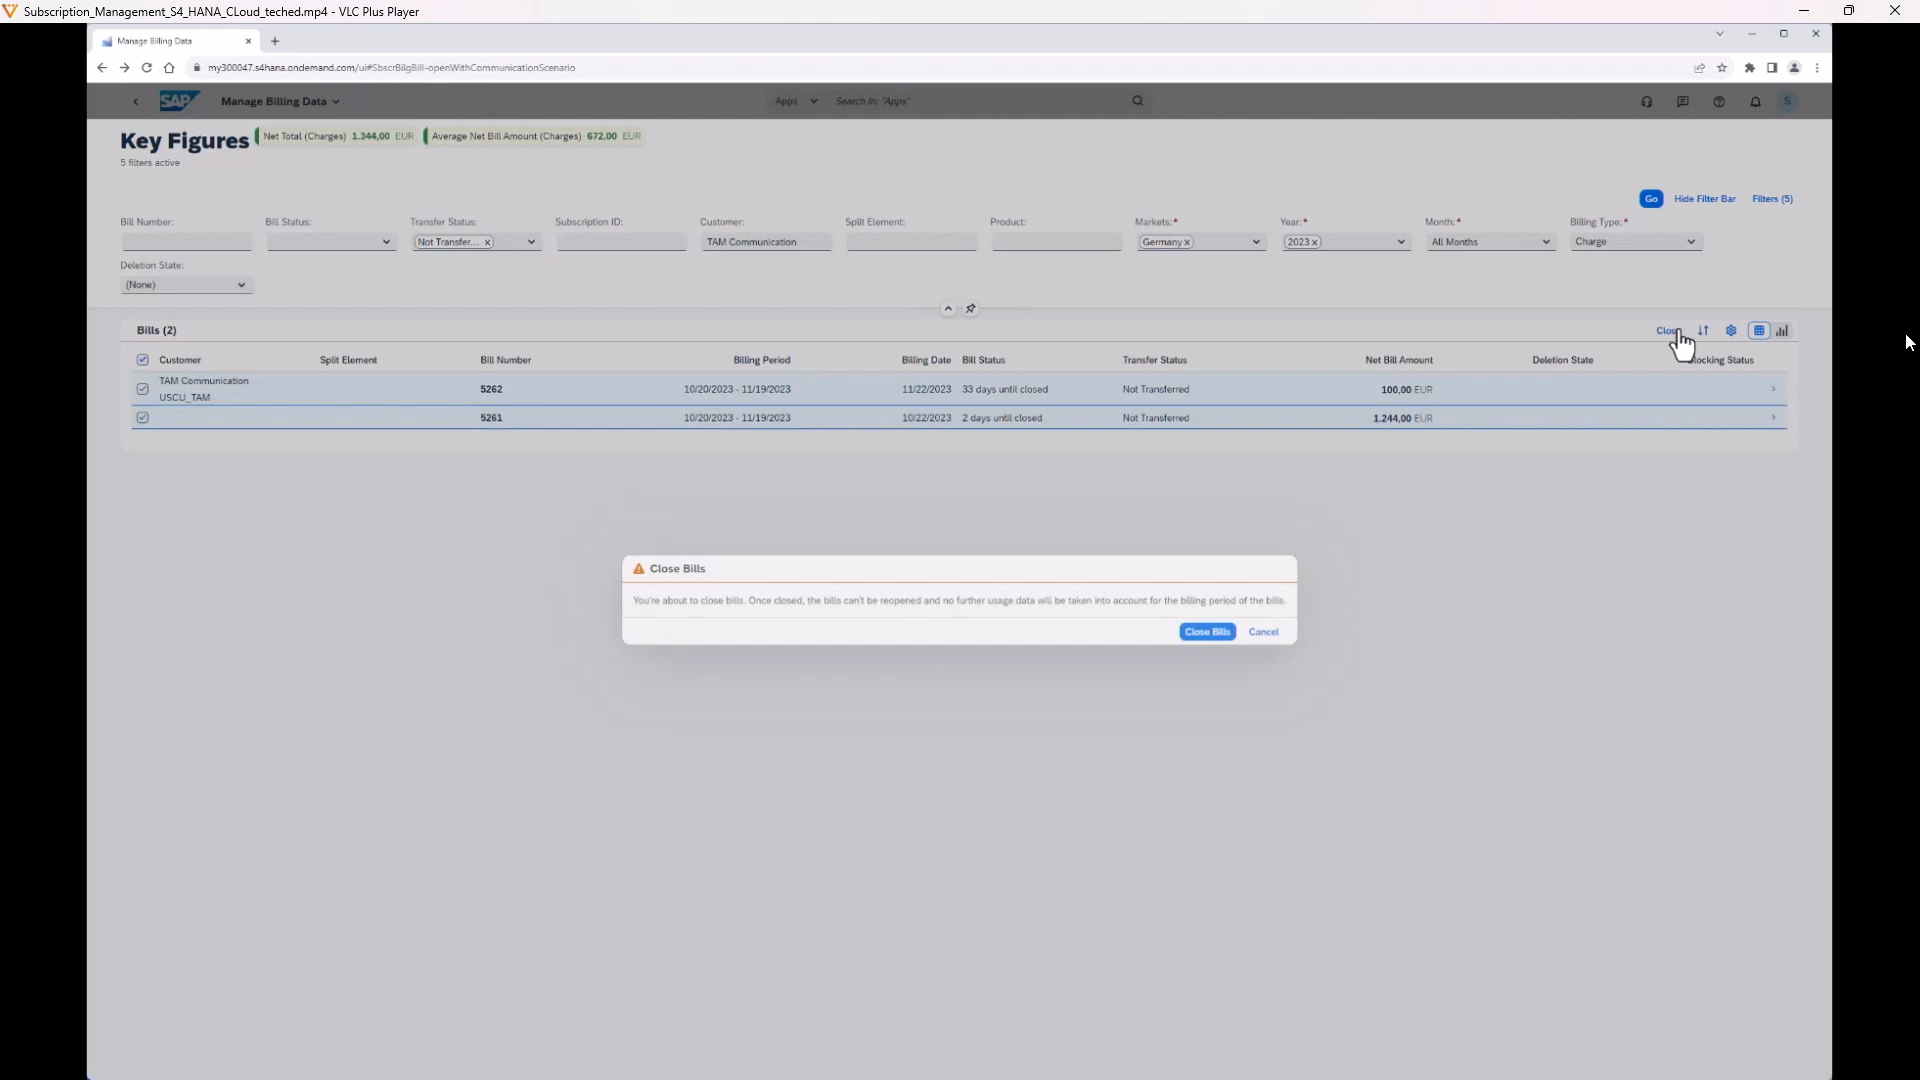 Subscription_Management_S4_HANA_CLoud_teched.mp4 - VLC Plus Player
Manage Billing Data
my300047.s4hana.ondemand.com/ui#SbscrBilgBill-openWithCommunicationScenario
SAP Manage Billing Data Apps Search In: "Apps" S
Key Figures Net Total (Charges) 1.344,00 EUR Average Net Bill Amount (Charges) 672,00 EUR
5 filters active
Go Hide Filter Bar Filters (5)
Bill Number: Bill Status: Transfer Status: Subscription ID: Customer: Split Element: Product: Markets:* Year:* Month:* Billing Type:*
Not Transfer... TAM Communication Germany 2023 All Months Charge
Deletion State:
(None)
Bills (2) Clos
Customer Split Element Bill Number Billing Period Billing Date Bill Status Transfer Status Net Bill Amount Deletion State locking Status
TAM Communication
USCU_TAM 5262 10/20/2023 - 11/19/2023 11/22/2023 33 days until closed Not Transferred 100,00 EUR
5261 10/20/2023 - 11/19/2023 10/22/2023 2 days until closed Not Transferred 1.244,00 EUR
Close Bills
You're about to close bills. Once closed, the bills can't be reopened and no further usage data will be taken into account for the billing period of the bills.
Close Bills Cancel